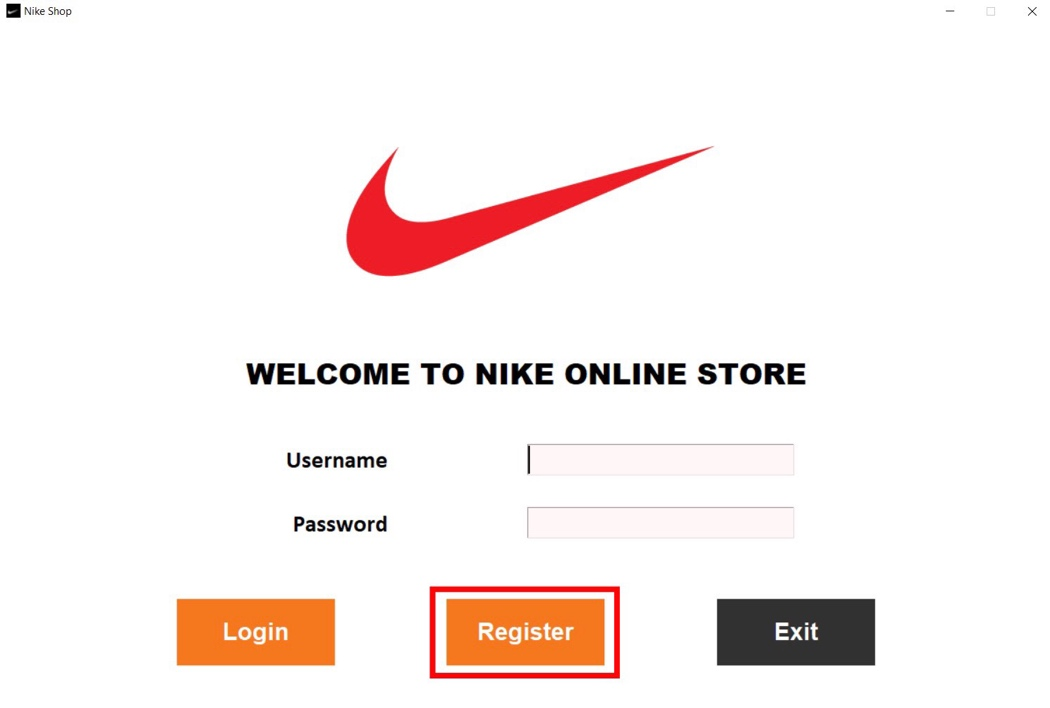 Nike Shop
WELCOME TO NIKE ONLINE STORE
Username
Password
Login Register Exit